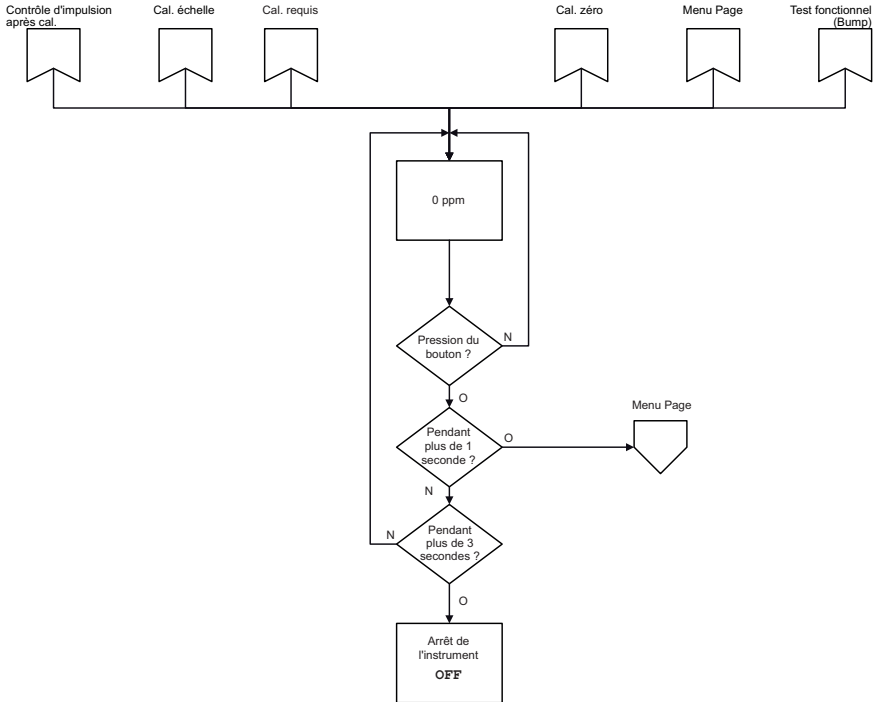 Contrôle d'impulsion
après cal.
Cal. échelle
Cal. requis
Cal. zéro
Menu Page
Test fonctionnel
(Bump)
0 ppm
Pression du
bouton ?
N
O
Pendant
plus de 1
seconde ?
O
Menu Page
N
N
Pendant
plus de 3
secondes ?
O
Arrêt de
l'instrument
OFF